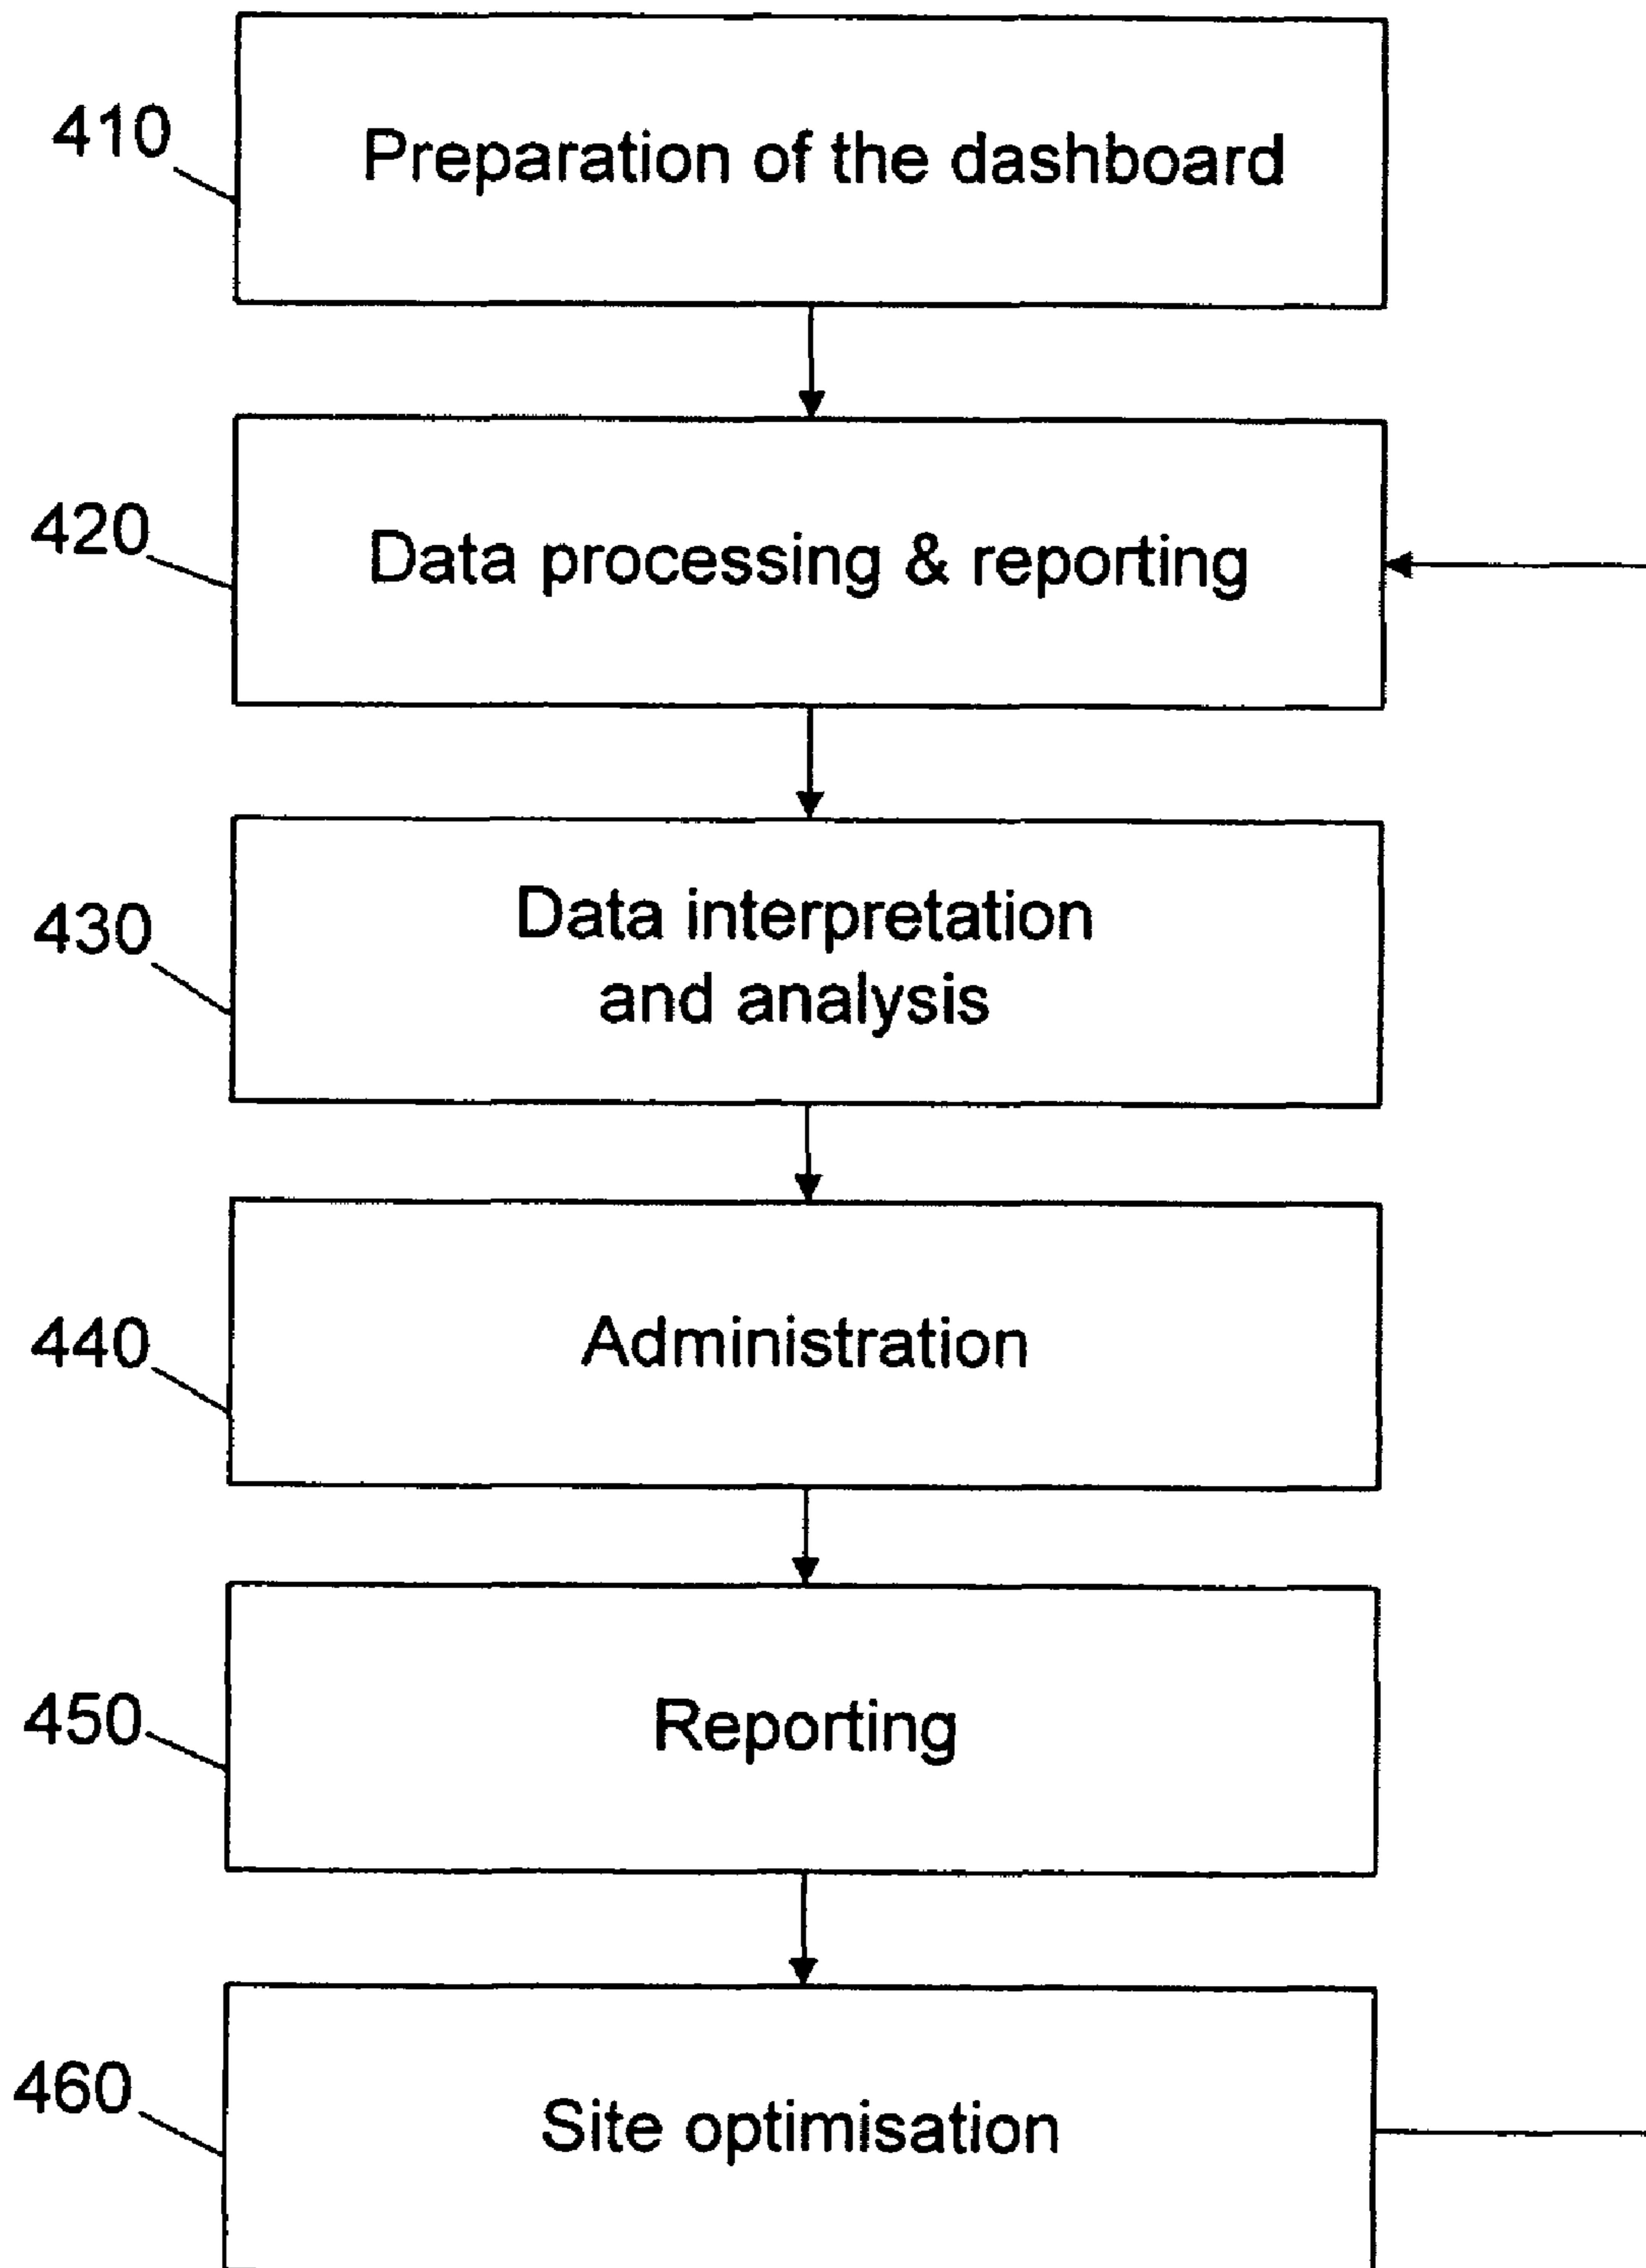 410
Preparation of the dashboard
420
Data processing & reporting
430
Data interpretation
and analysis
440
Administration
450
Reporting
460
Site optimisation